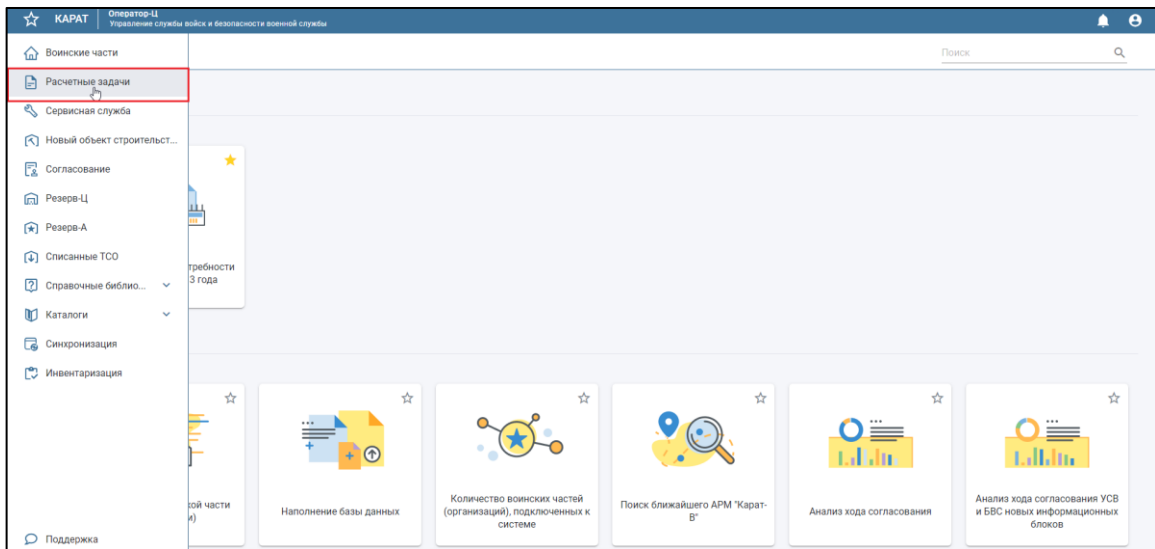 КАРАТ
Оператор-Ц
Управление службы войск и безопасности военной службы
Воинские части
Поиск
Расчетные задачи
Сервисная служба
Новый объект строительст...
Согласование
Резерв-Ц
Резерв-А
Списанные ТСО
Справочные библио...
Каталоги
Синхронизация
Инвентаризация
Поддержка
требности
3 года
кой части
и)
Наполнение базы данных
Количество воинских частей
(организаций), подключенных к
системе
Поиск ближайшего АРМ "Карат-
В"
Анализ хода согласования
Анализ хода согласования УСВ
и БВС новых информационных
блоков